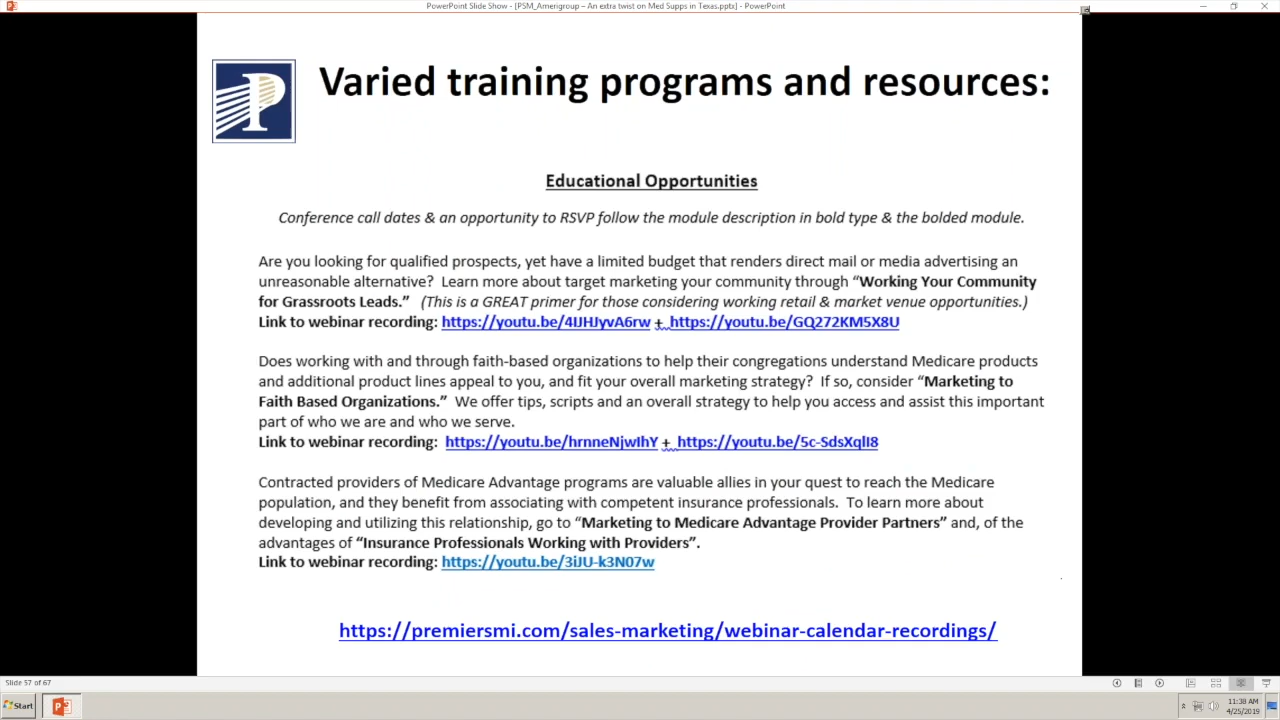 PowerPoint Slide Show - [PSM_Amerigroup – An extra twist on Med Supps in Texas.pptx] - PowerPoint
P
Varied training programs and resources:
Educational Opportunities
Conference call dates & an opportunity to RSVP follow the module description in bold type & the bolded module.
Are you looking for qualified prospects, yet have a limited budget that renders direct mail or media advertising an
unreasonable alternative? Learn more about target marketing your community through “Working Your Community
for Grassroots Leads.” (This is a GREAT primer for those considering working retail & market venue opportunities.)
Link to webinar recording: https://youtu.be/4IJHJyvA6rw + https://youtu.be/GQ272KM5X8U
Does working with and through faith-based organizations to help their congregations understand Medicare products
and additional product lines appeal to you, and fit your overall marketing strategy? If so, consider “Marketing to
Faith Based Organizations.” We offer tips, scripts and an overall strategy to help you access and assist this important
part of who we are and who we serve.
Link to webinar recording: https://youtu.be/hrnneNjwIhY + https://youtu.be/5c-SdsXqlI8
Contracted providers of Medicare Advantage programs are valuable allies in your quest to reach the Medicare
population, and they benefit from associating with competent insurance professionals. To learn more about
developing and utilizing this relationship, go to “Marketing to Medicare Advantage Provider Partners” and, of the
advantages of “Insurance Professionals Working with Providers”.
Link to webinar recording: https://youtu.be/3iJU-k3N07w
https://premiersmi.com/sales-marketing/webinar-calendar-recordings/
Slide 57 of 67
Start
11:38 AM
4/25/2019